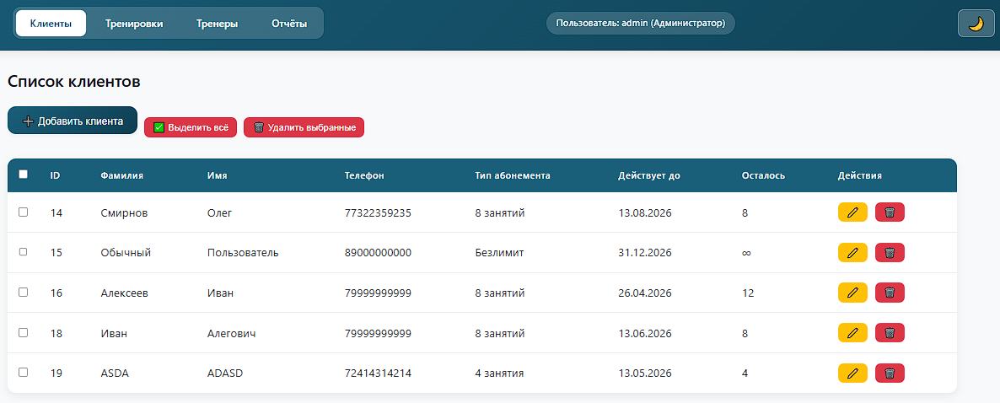 Клиенты Тренировки Тренеры Отчёты Пользователь: admin (Администратор)
Список клиентов
Добавить клиента Выделить всё Удалить выбранные
ID Фамилия Имя Телефон Тип абонемента Действует до Осталось Действия
14 Смирнов Олег 77322359235 8 занятий 13.08.2026 8
15 Обычный Пользователь 89000000000 Безлимит 31.12.2026 ∞
16 Алексеев Иван 79999999999 8 занятий 26.04.2026 12
18 Иван Алегович 79999999999 8 занятий 13.06.2026 8
19 ASDA ADASD 72414314214 4 занятия 13.05.2026 4